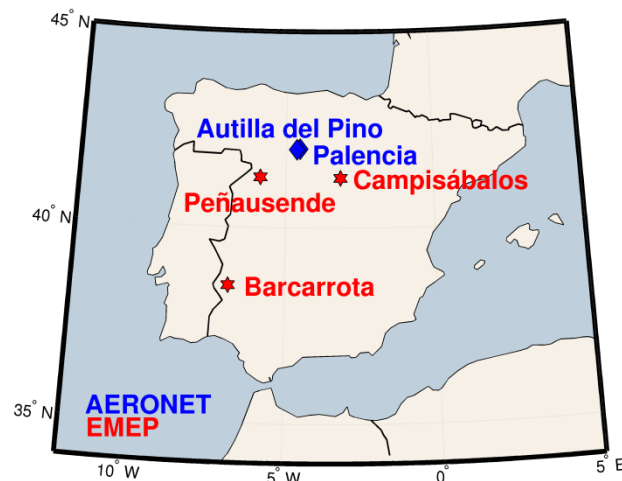 45° N
Autilla del Pino
Palencia
Campisábalos
Peñausende
40° N
Barcarrota
35° N
AERONET
EMEP
10° W
5° W
0°
5° E